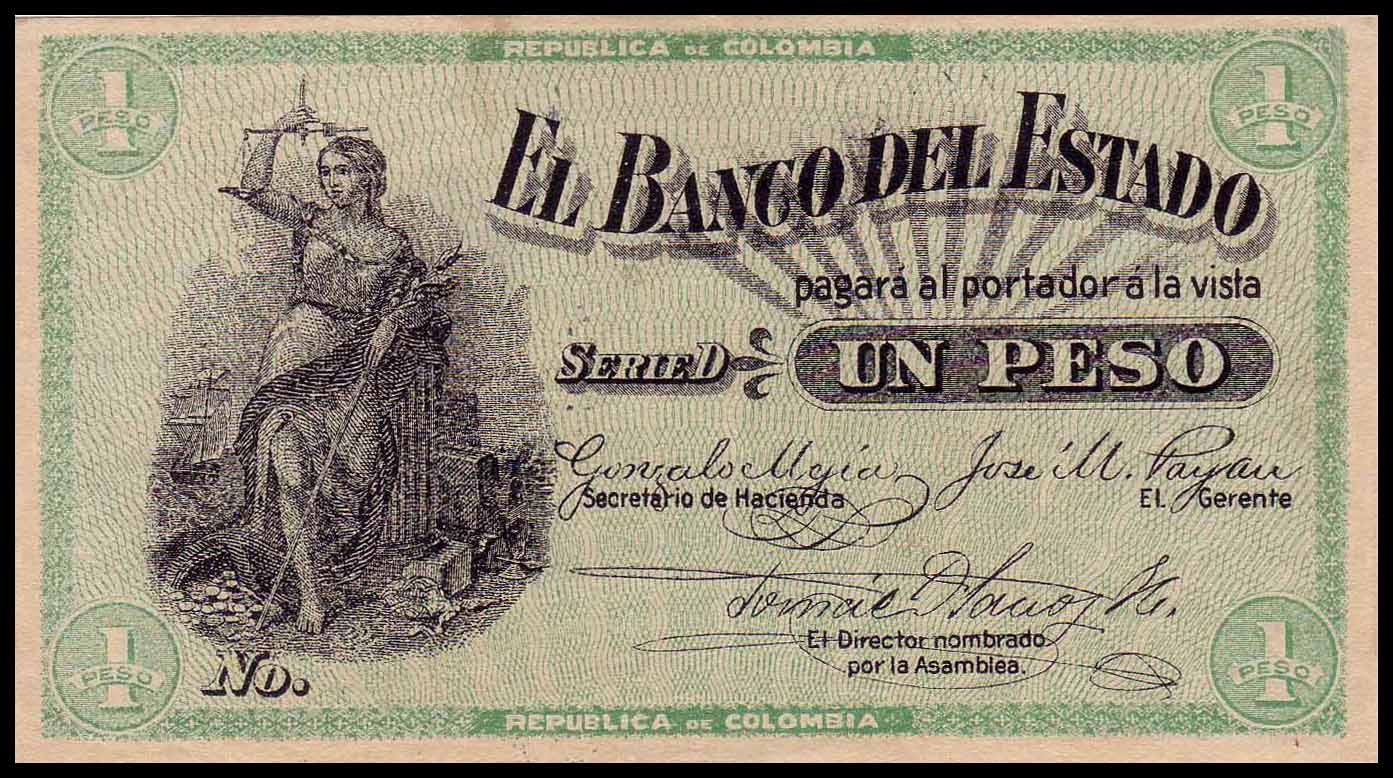 REPUBLICA DE COLOMBIA
1 PESO
1 PESO
EL BANCO DEL ESTADO
pagará al portador á la vista
SERIE D
UN PESO
Gonzalo Mejia
José M. Payan
Secretario de Hacienda
El. Gerente
El Director nombrado
por la Asamblea.
No.
1 PESO
1 PESO
REPUBLICA DE COLOMBIA